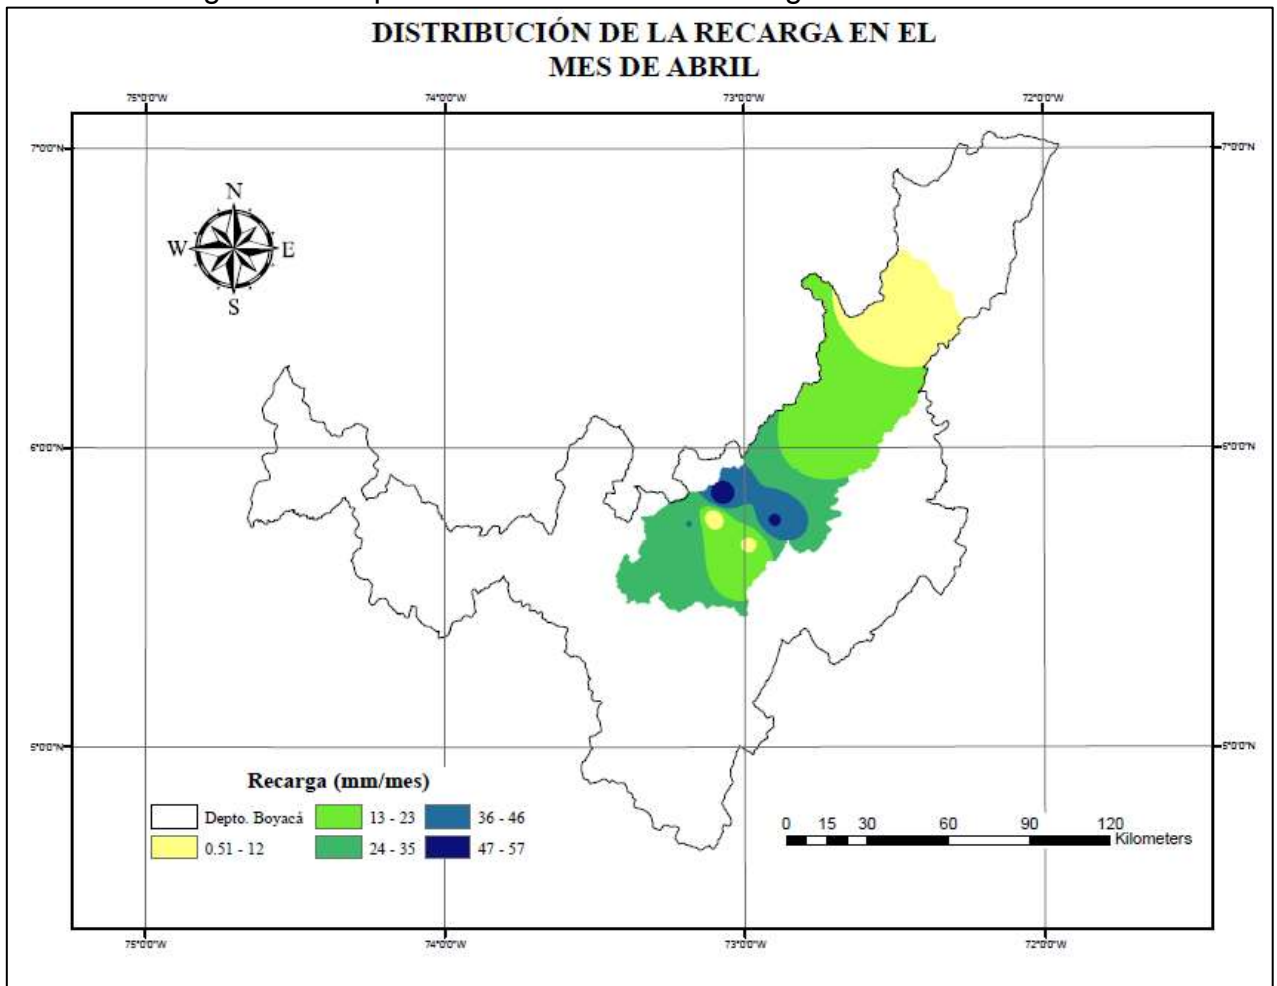 DISTRIBUCIÓN DE LA RECARGA EN EL
MES DE ABRIL
75°0'0"W 74°0'0"W 73°0'0"W 72°0'0"W
7°0'0"N 7°0'0"N
N
W E
S
6°0'0"N 6°0'0"N
5°0'0"N 5°0'0"N
Recarga (mm/mes)
Depto. Boyacá 13 - 23 36 - 46
0.51 - 12 24 - 35 47 - 57
0 15 30 60 90 120
Kilometers
75°0'0"W 74°0'0"W 73°0'0"W 72°0'0"W